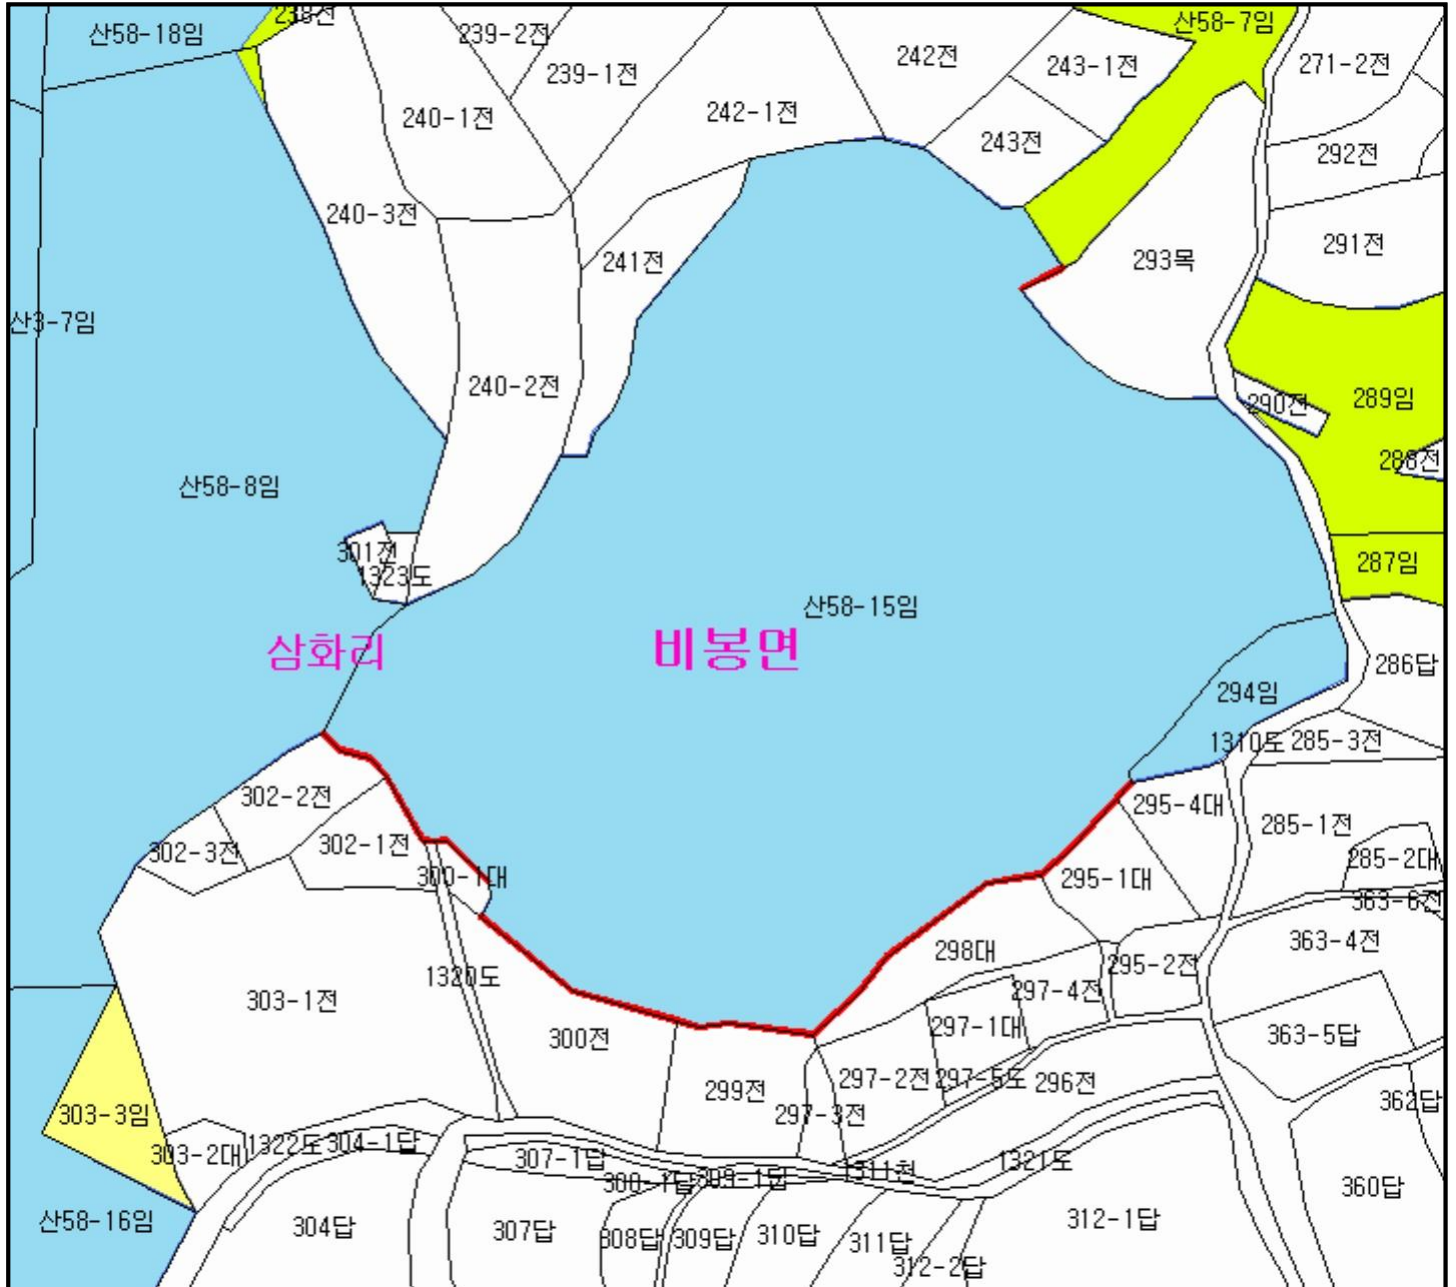 238전
산58-7임
산58-18임
239-2전
242전
271-2전
243-1전
239-1전
242-1전
240-1전
243전
292전
240-3전
291전
241전
293목
산3-7임
240-2전
289임
290전
288전
산58-8임
301전
287임
1323도
산58-15임
삼화리
비봉면
286답
294임
1310도
285-3전
302-2전
295-4대
285-1전
302-1전
302-3전
285-2대
300-1대
295-1대
363-6전
298대
363-4전
295-2전
1320도
297-4전
303-1전
297-1대
363-5답
300전
297-2전
297-5도
296전
299전
303-3임
297-3전
362답
1322도
304-1답
303-2대
307-1답
1311천
1321도
309-1답
360답
산58-16임
304답
307답
308답
309답
310답
311답
312-1답
312-2답